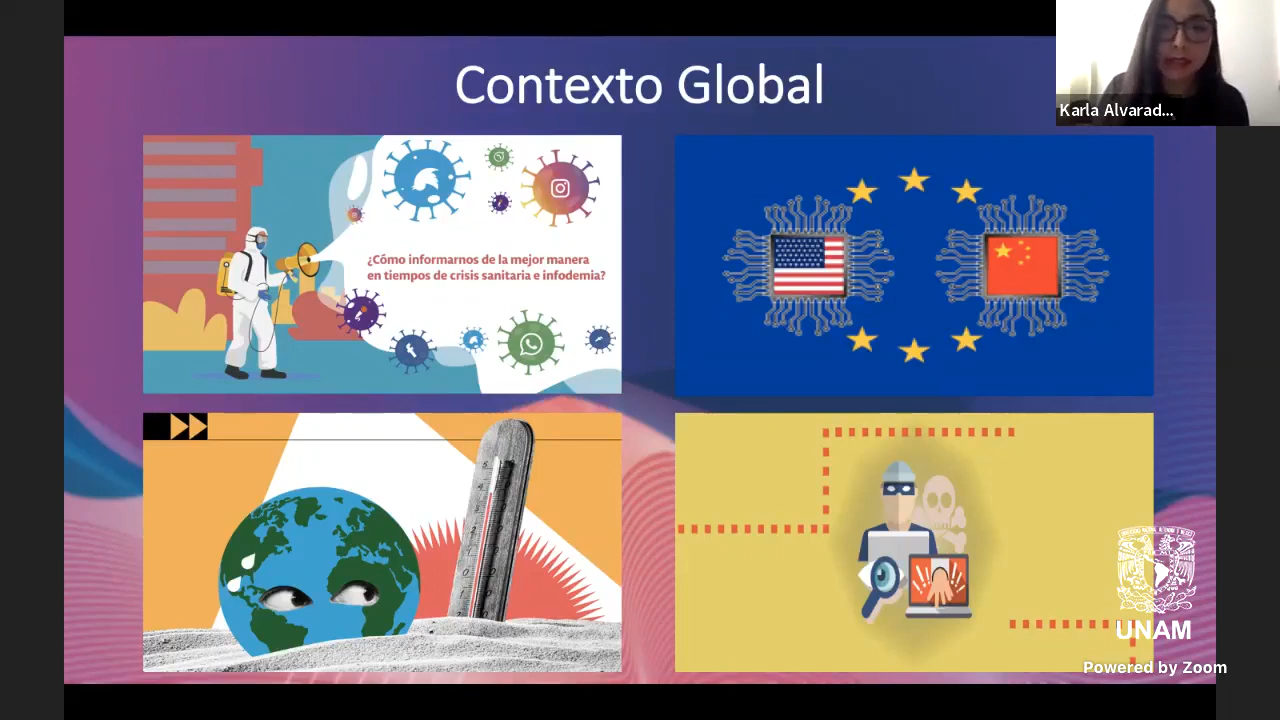 Contexto Global
Karla Alvarad...
¿Cómo informarnos de la mejor manera
en tiempos de crisis sanitaria e infodemia?
UNAM
Powered by Zoom